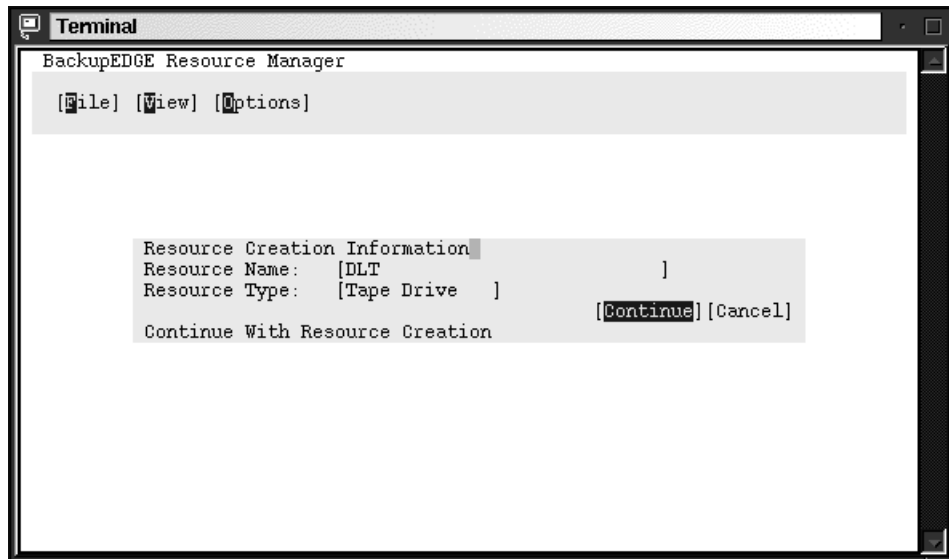 Terminal
BackupEDGE Resource Manager
[File] [View] [Options]
Resource Creation Information
Resource Name: [DLT ]
Resource Type: [Tape Drive ]
[Continue][Cancel]
Continue With Resource Creation